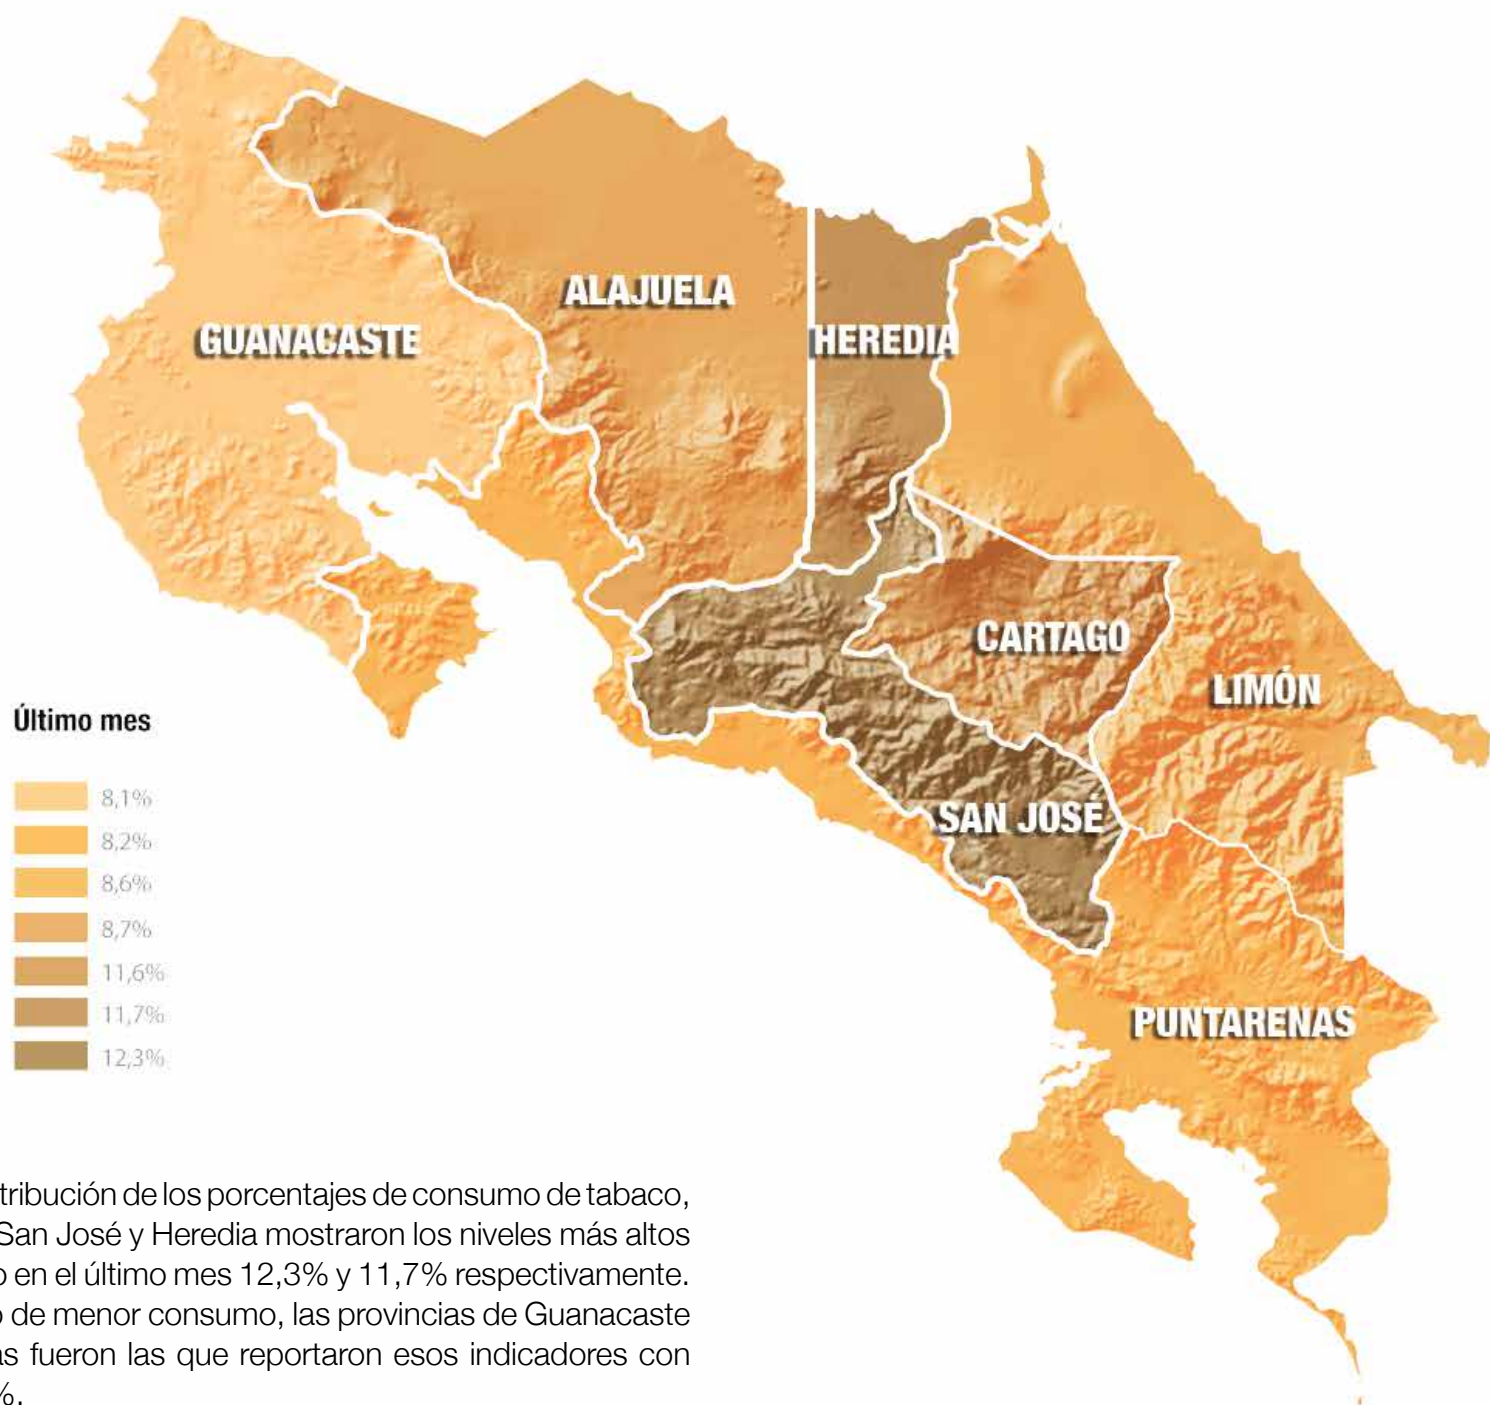 ALAJUELA
GUANACASTE
HEREDIA
CARTAGO
LIMÓN
SAN JOSÉ
PUNTARENAS
Último mes
8,1%
8,2%
8,6%
8,7%
11,6%
11,7%
12,3%
tribución de los porcentajes de consumo de tabaco,
San José y Heredia mostraron los niveles más altos
o en el último mes 12,3% y 11,7% respectivamente.
o de menor consumo, las provincias de Guanacaste
as fueron las que reportaron esos indicadores con
%.